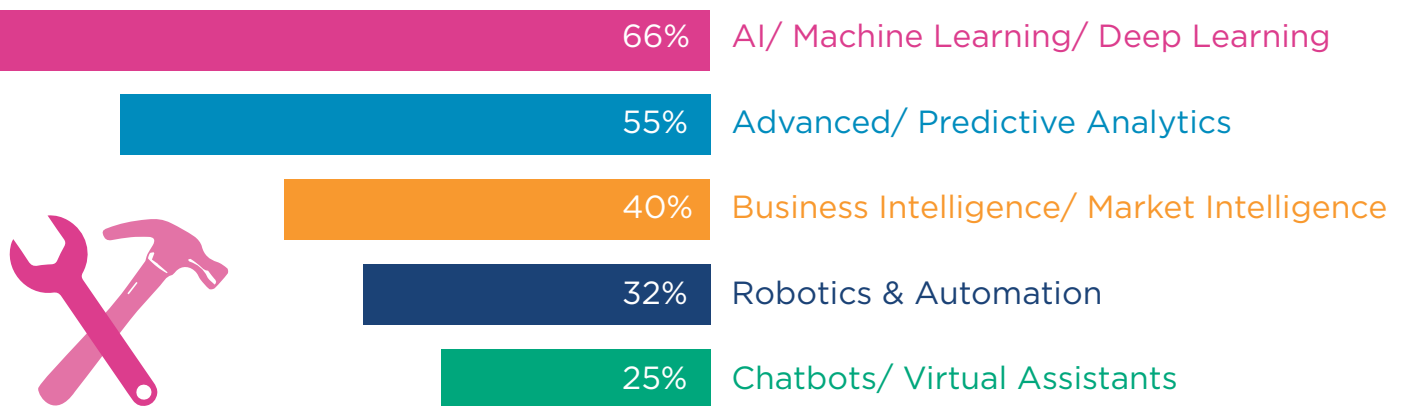 66% AI/ Machine Learning/ Deep Learning
55% Advanced/ Predictive Analytics
40% Business Intelligence/ Market Intelligence
32% Robotics & Automation
25% Chatbots/ Virtual Assistants